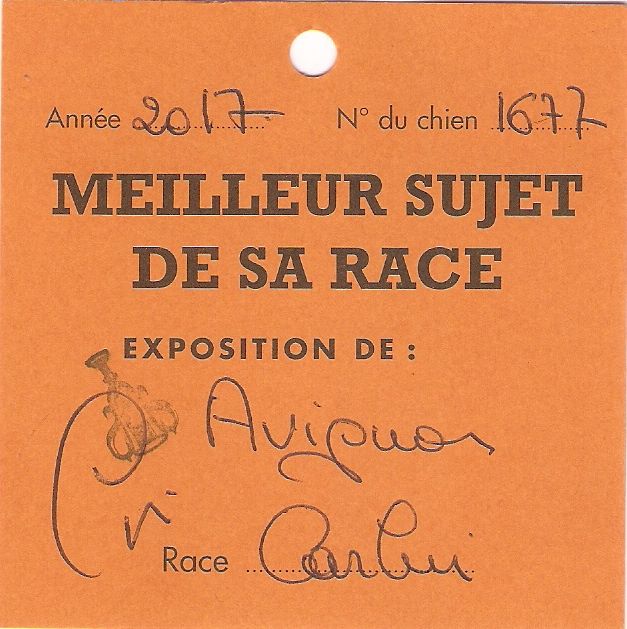 Année 2017 N° du chien 1677
MEILLEUR SUJET
DE SA RACE
EXPOSITION DE :
Avignon
Race Carlin